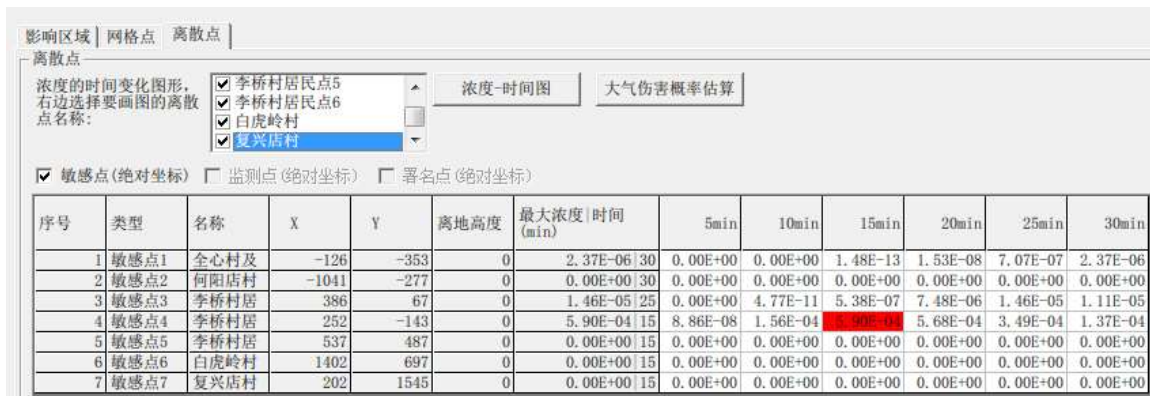 影响区域 网格点 离散点
离散点
浓度的时间变化图形,
右边选择要画图的离散
点名称:
李桥村居民点5
李桥村居民点6
白虎岭村
复兴店村
浓度-时间图 大气伤害概率估算
敏感点(绝对坐标) 监测点(绝对坐标) 署名点(绝对坐标)
序号 类型 名称 X Y 离地高度 最大浓度|时间(min) 5min 10min 15min 20min 25min 30min
1 敏感点1 全心村及 -126 -353 0 2.37E-06|30 0.00E+00 0.00E+00 1.48E-13 1.53E-08 7.07E-07 2.37E-06
2 敏感点2 何阳店村 -1041 -277 0 0.00E+00|30 0.00E+00 0.00E+00 0.00E+00 0.00E+00 0.00E+00 0.00E+00
3 敏感点3 李桥村居 386 67 0 1.46E-05|25 0.00E+00 4.77E-11 5.38E-07 7.48E-06 1.46E-05 1.11E-05
4 敏感点4 李桥村居 252 -143 0 5.90E-04|15 8.86E-08 1.56E-04 5.90E-04 5.68E-04 3.49E-04 1.37E-04
5 敏感点5 李桥村居 537 487 0 0.00E+00|15 0.00E+00 0.00E+00 0.00E+00 0.00E+00 0.00E+00 0.00E+00
6 敏感点6 白虎岭村 1402 697 0 0.00E+00|15 0.00E+00 0.00E+00 0.00E+00 0.00E+00 0.00E+00 0.00E+00
7 敏感点7 复兴店村 202 1545 0 0.00E+00|15 0.00E+00 0.00E+00 0.00E+00 0.00E+00 0.00E+00 0.00E+00